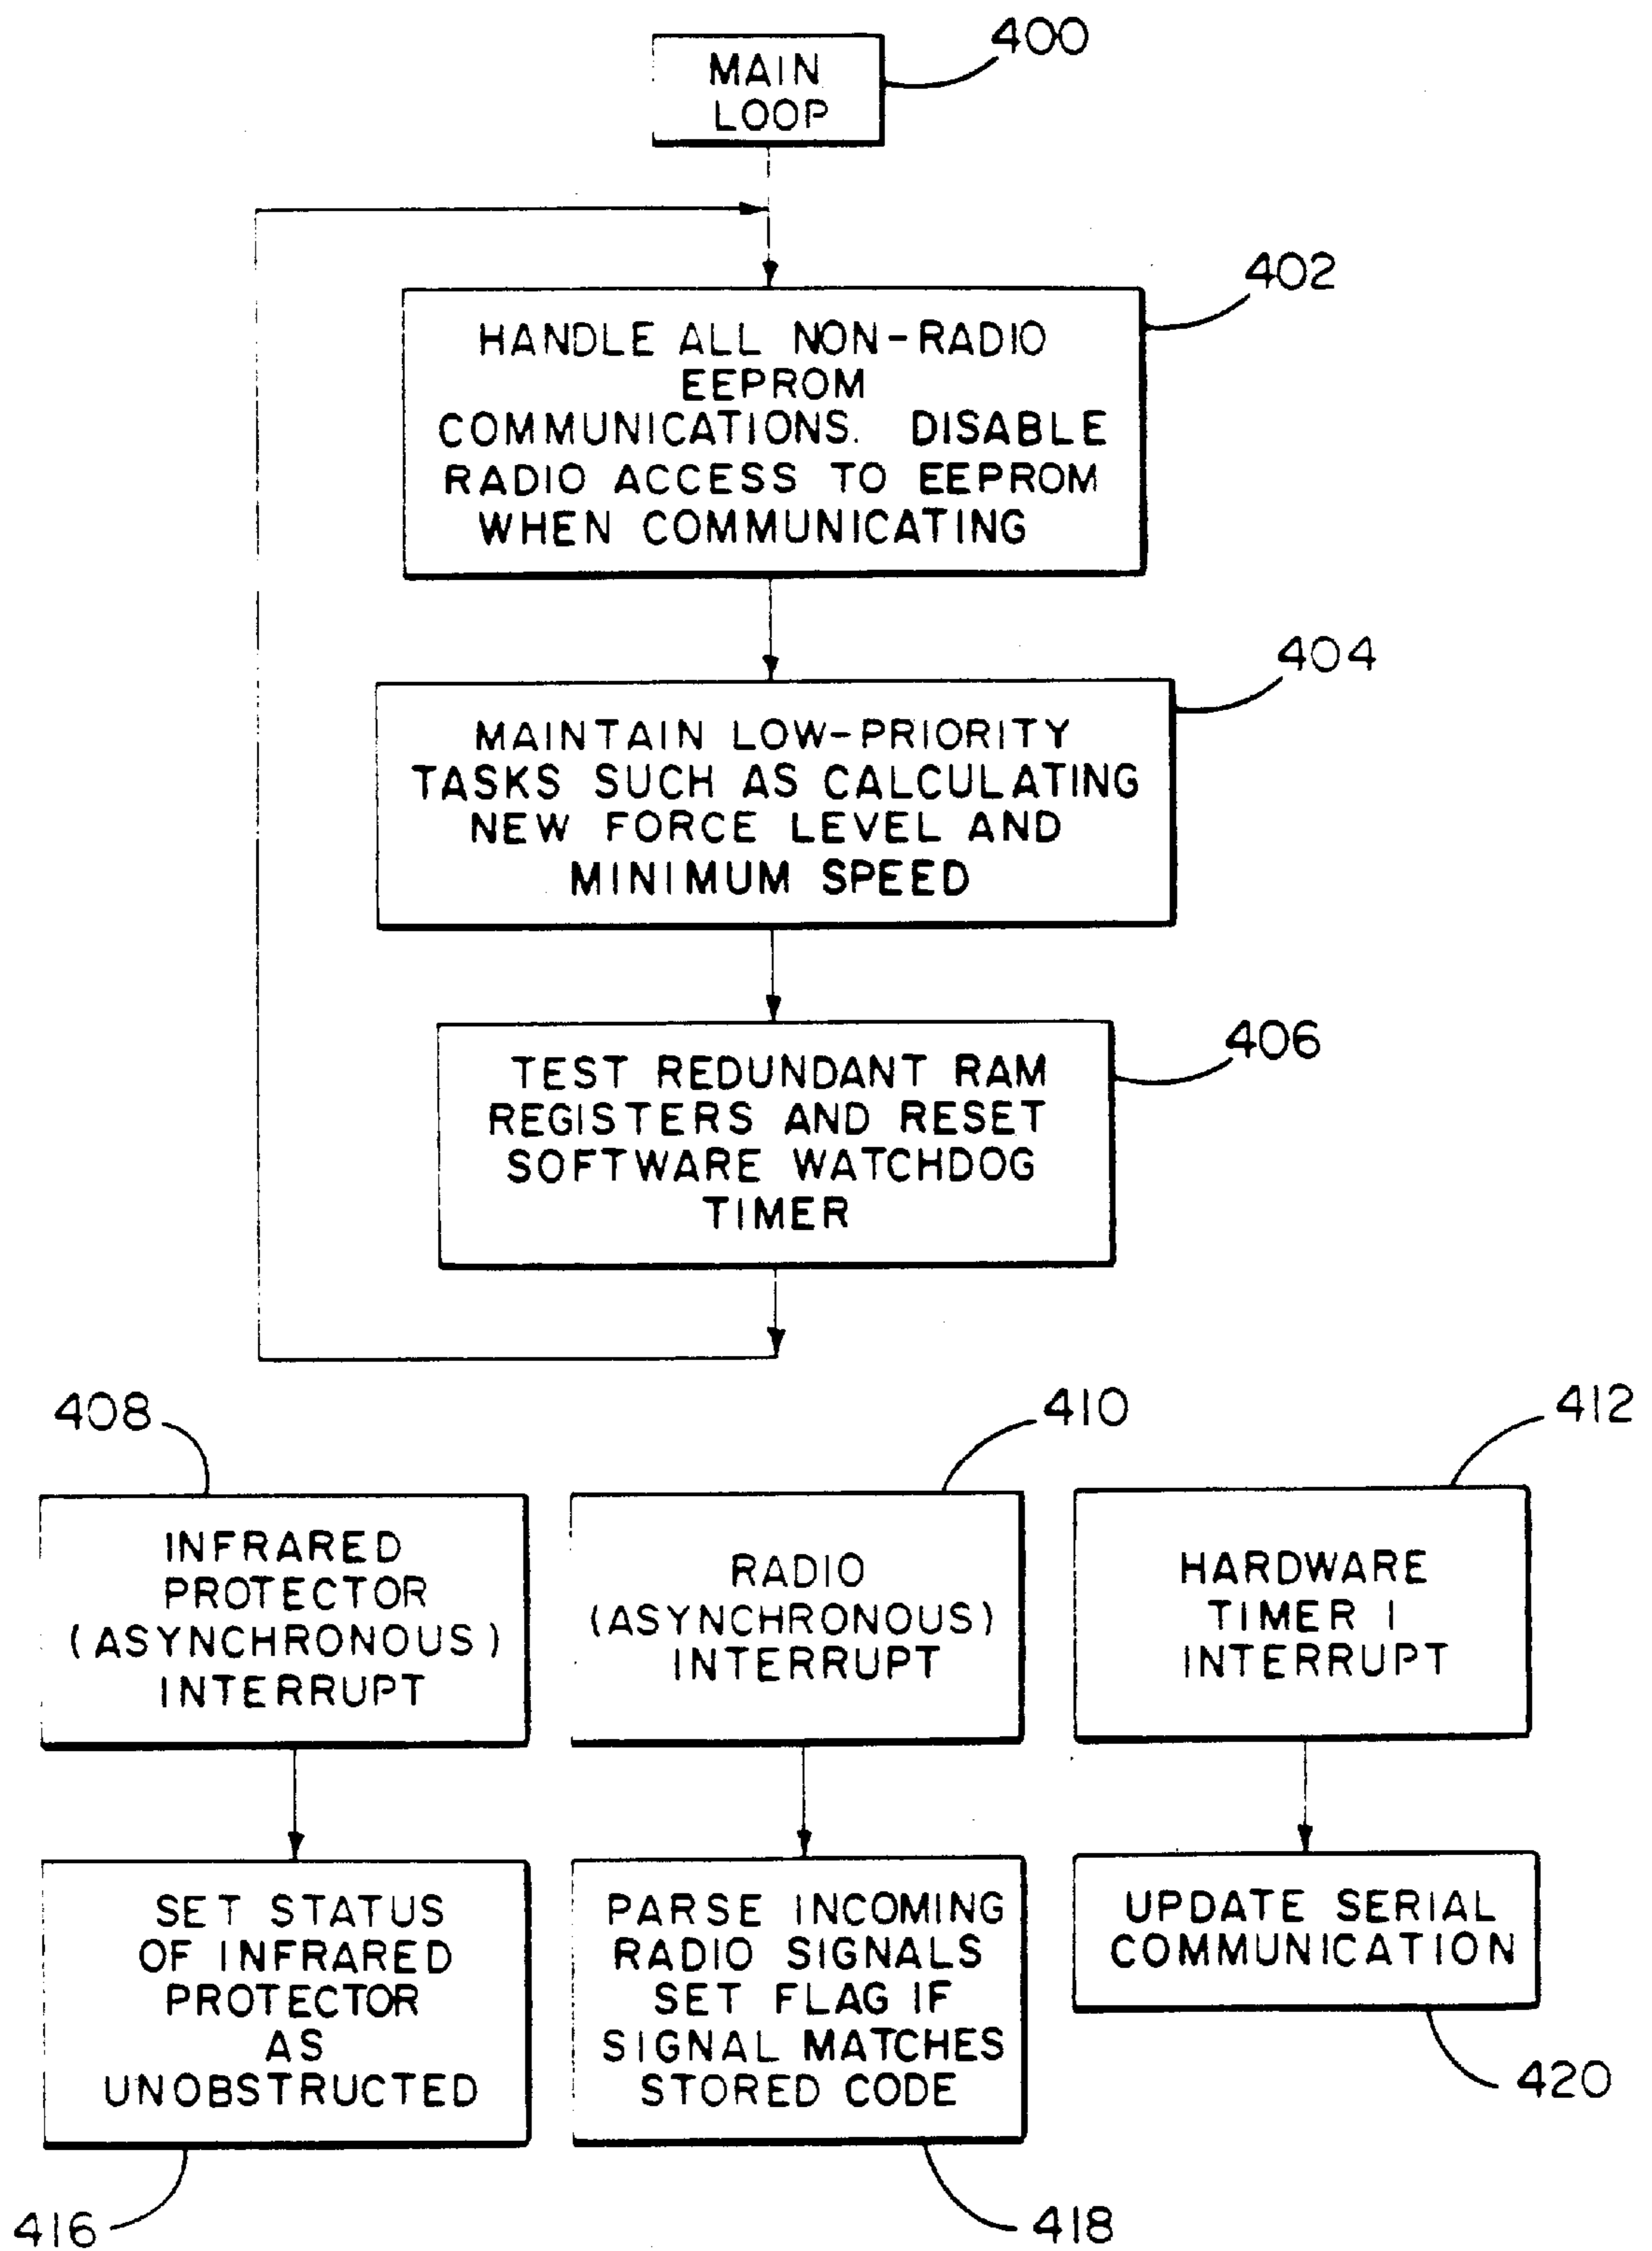 400
MAIN
LOOP
402
HANDLE ALL NON-RADIO
EEPROM
COMMUNICATIONS. DISABLE
RADIO ACCESS TO EEPROM
WHEN COMMUNICATING
404
MAINTAIN LOW-PRIORITY
TASKS SUCH AS CALCULATING
NEW FORCE LEVEL AND
MINIMUM SPEED
406
TEST REDUNDANT RAM
REGISTERS AND RESET
SOFTWARE WATCHDOG
TIMER
408
INFRARED
PROTECTOR
(ASYNCHRONOUS)
INTERRUPT
410
RADIO
(ASYNCHRONOUS)
INTERRUPT
412
HARDWARE
TIMER 1
INTERRUPT
SET STATUS
OF INFRARED
PROTECTOR
AS
UNOBSTRUCTED
416
PARSE INCOMING
RADIO SIGNALS
SET FLAG IF
SIGNAL MATCHES
STORED CODE
418
UPDATE SERIAL
COMMUNICATION
420